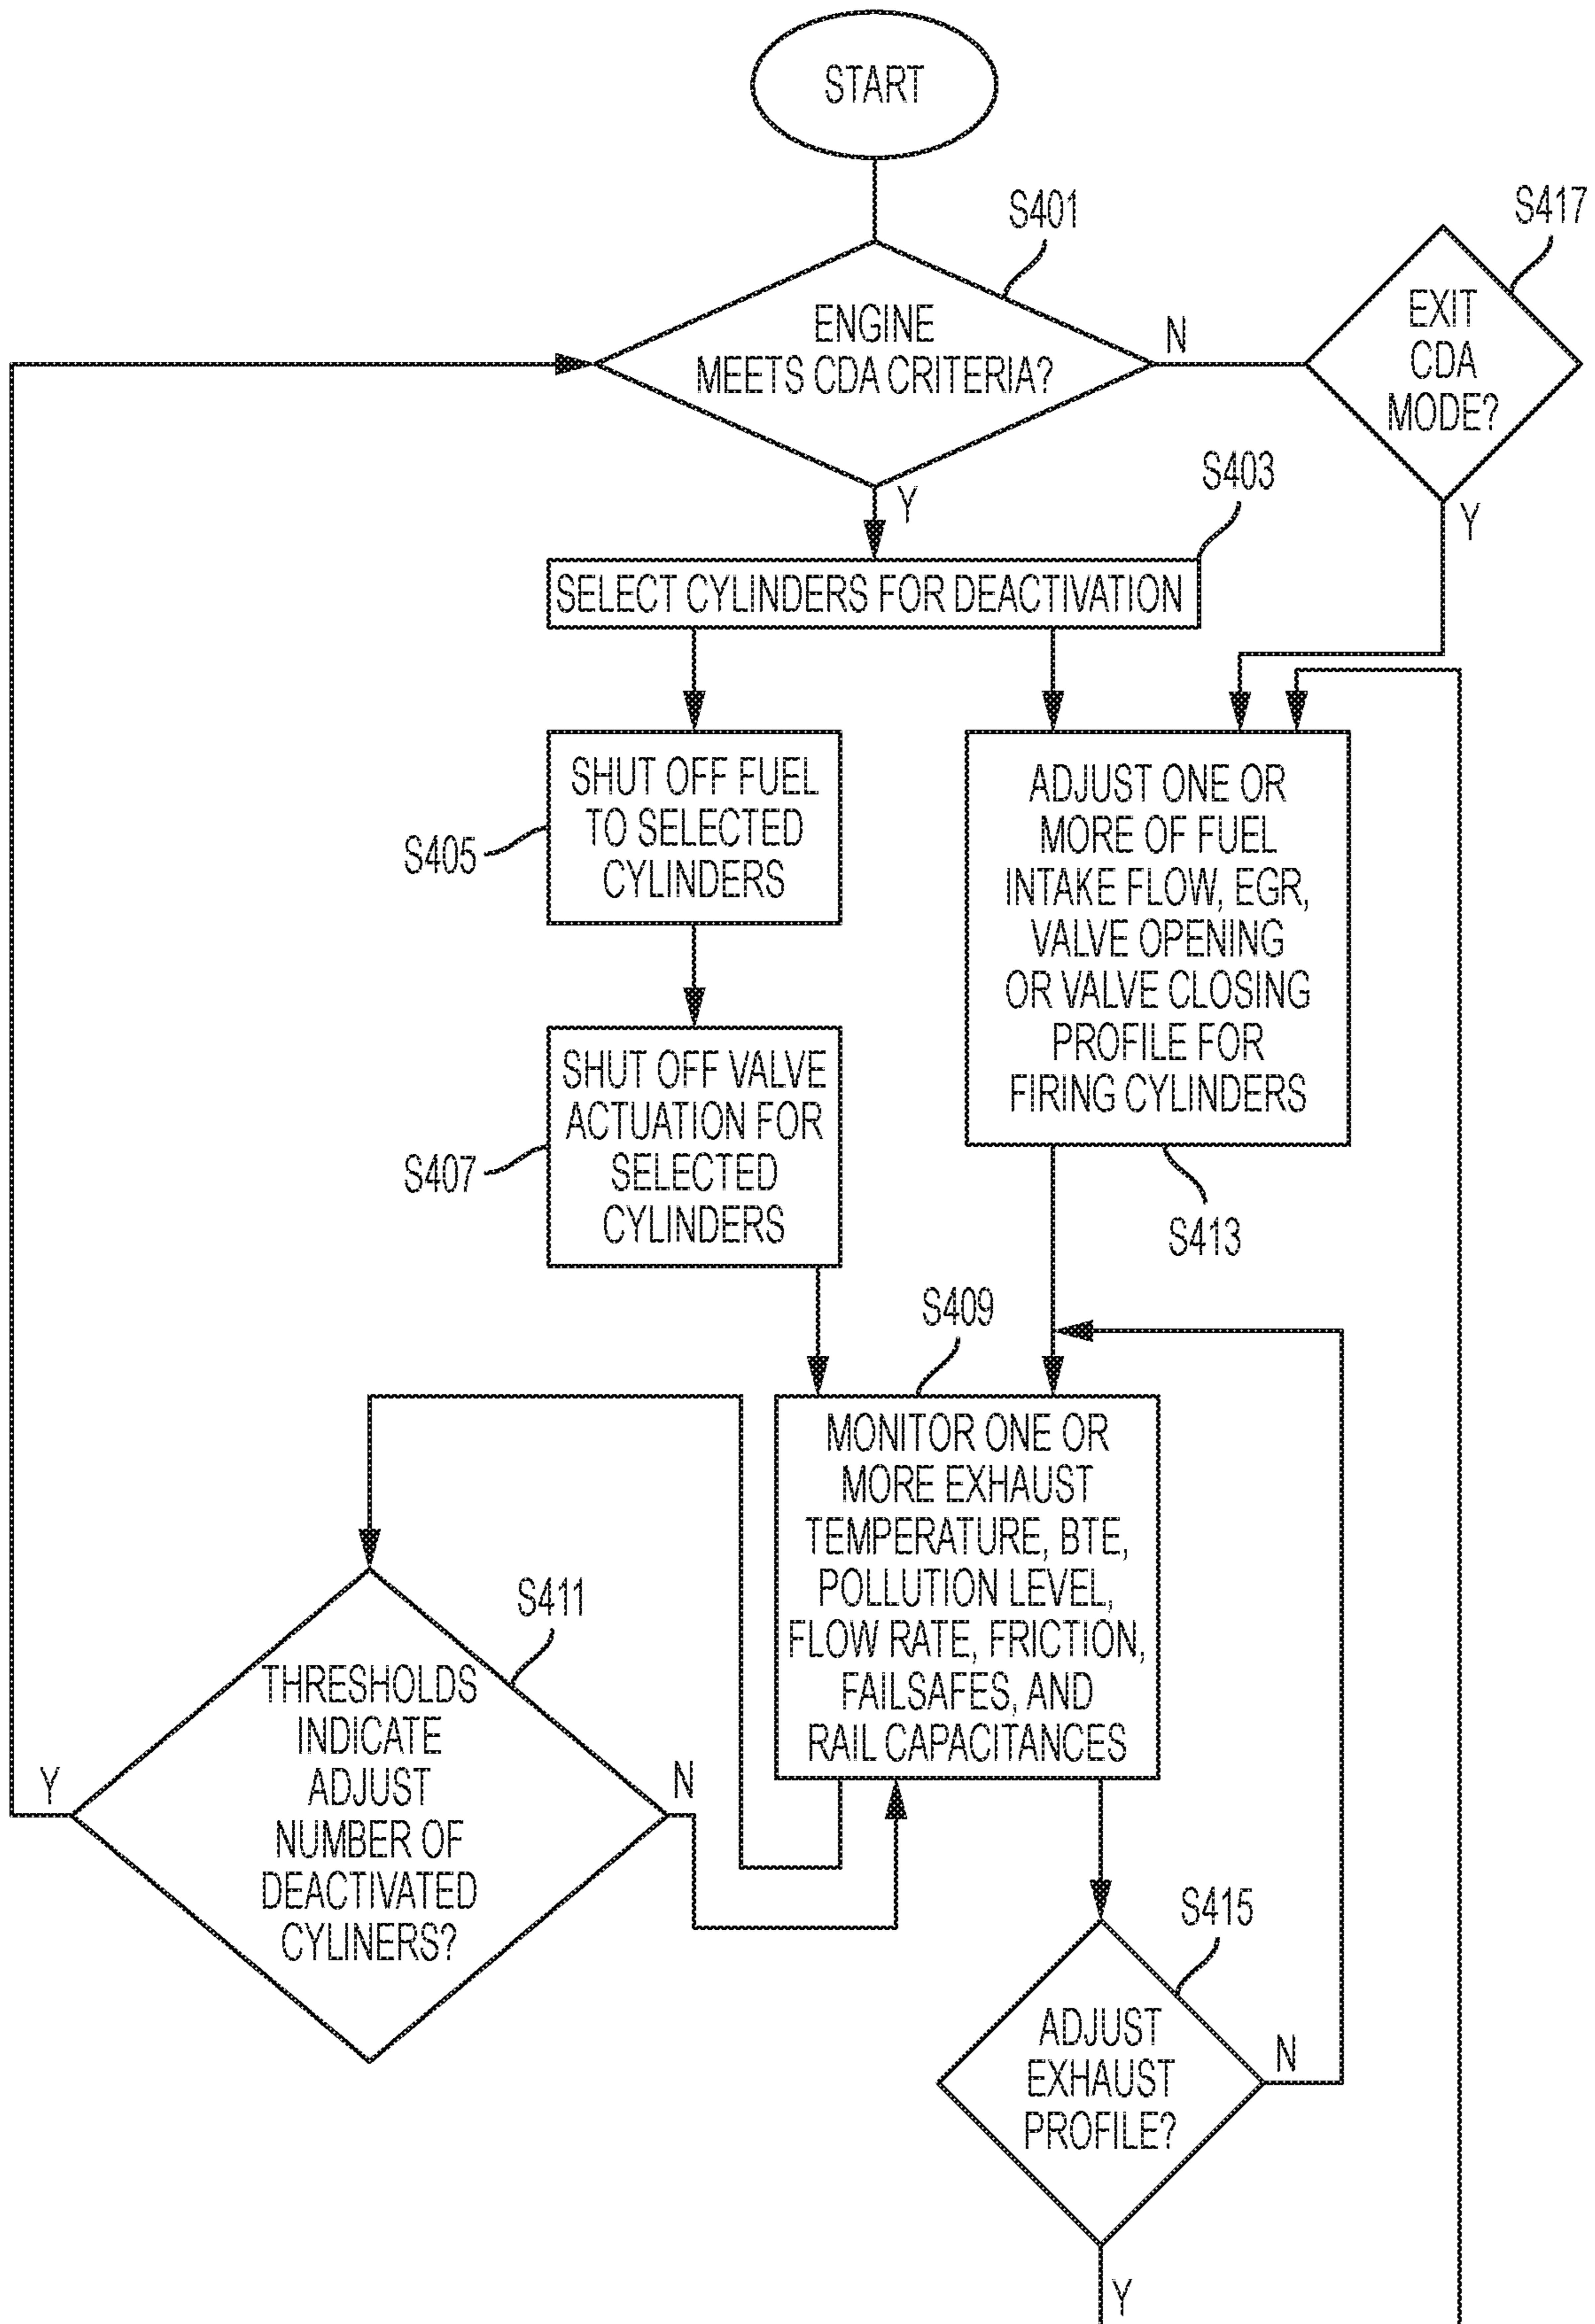 START
S401
S417
ENGINE
MEETS CDA CRITERIA?
N
EXIT
CDA
MODE?
Y
S403
Y
SELECT CYLINDERS FOR DEACTIVATION
SHUT OFF FUEL
TO SELECTED
CYLINDERS
S405
ADJUST ONE OR
MORE OF FUEL
INTAKE FLOW, EGR,
VALVE OPENING
OR VALVE CLOSING
PROFILE FOR
FIRING CYLINDERS
S413
SHUT OFF VALVE
ACTUATION FOR
SELECTED
CYLINDERS
S407
S409
MONITOR ONE OR
MORE EXHAUST
TEMPERATURE, BTE,
POLLUTION LEVEL,
FLOW RATE, FRICTION,
FAILSAFES, AND
RAIL CAPACITANCES
S411
THRESHOLDS
INDICATE
ADJUST
NUMBER OF
DEACTIVATED
CYLINERS?
Y
N
S415
ADJUST
EXHAUST
PROFILE?
N
Y